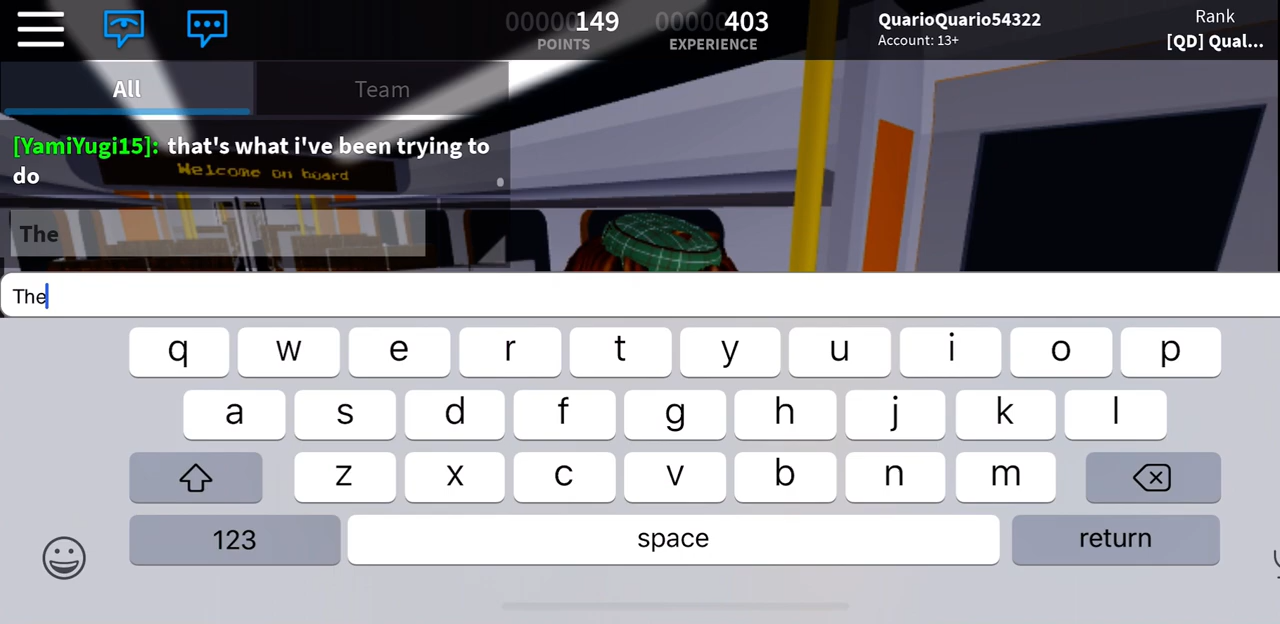 00000149
POINTS
00000403
EXPERIENCE
QuarioQuario54322
Account: 13+
Rank
[QD] Qual...
All
Team
[YamiYugi15]: that's what i've been trying to
do
Welcome on board
The
The
q w e r t y u i o p
a s d f g h j k l
z x c v b n m
123
space
return